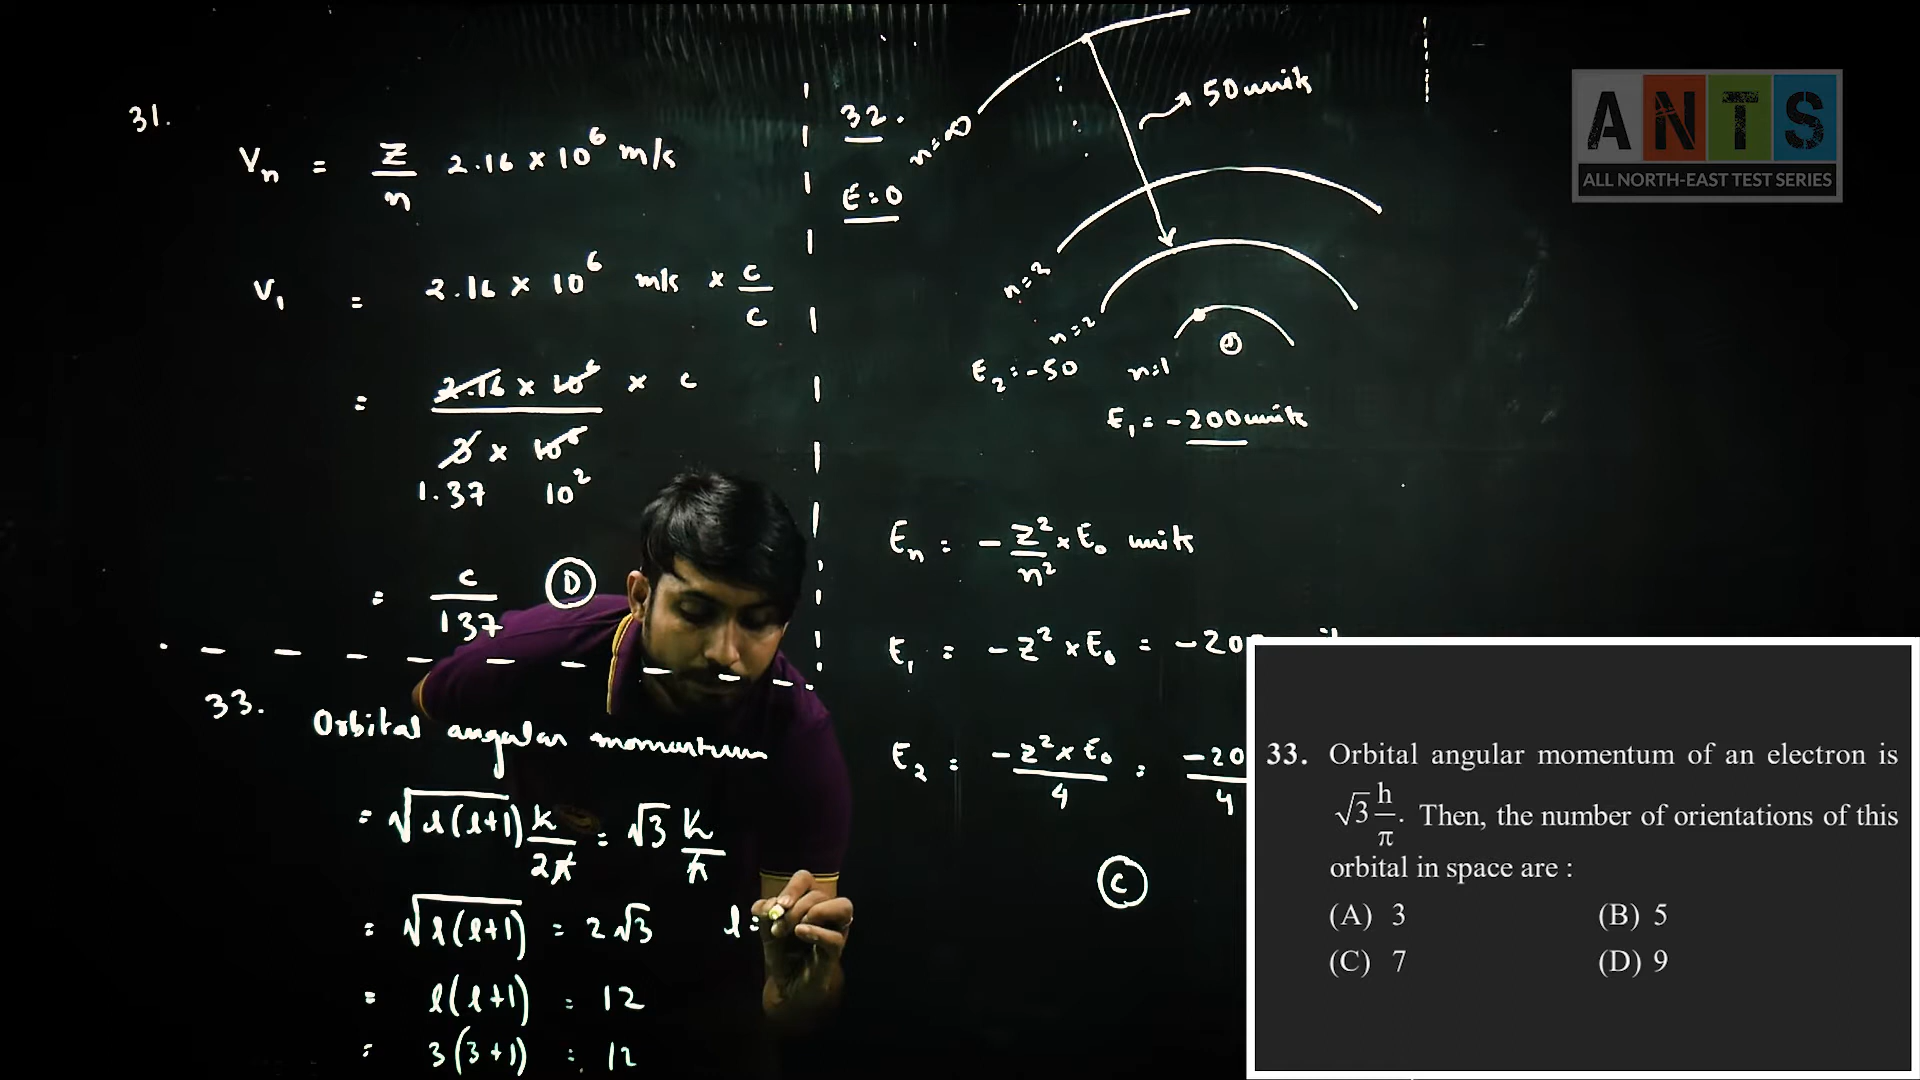 31.
Vn = Z/n 2.16 × 10^6 m/s
V1 = 2.16 × 10^6 m/s × c/c
= 2.16 × 10^6 / 3 × 10^8 × c
1.37 10^2
= c/137 (D)
32.
E=0
n=∞
50 units
n=3
n=2
E2=-50
n=1
E1 = -200 units
En = - Z²/n² × E0 units
E1 = - Z² × E0 = -20
E2 = - Z² × E0 / 4 = -20 / 4
(C)
33.
Orbital angular momentum
= √l(l+1) h/2π = √3 h/π
= √l(l+1) = 2√3 l=
= l(l+1) = 12
= 3(3+1) = 12
ANTS
ALL NORTH-EAST TEST SERIES
33. Orbital angular momentum of an electron is
√3 h/π. Then, the number of orientations of this
orbital in space are :
(A) 3 (B) 5
(C) 7 (D) 9